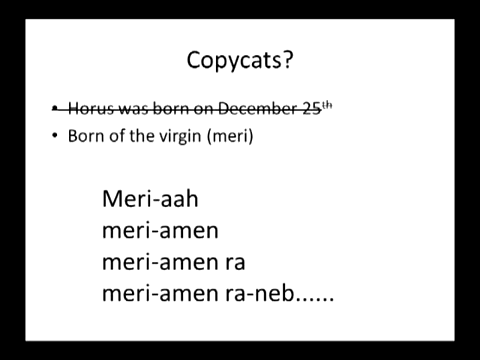 Copycats?
• Horus was born on December 25th
• Born of the virgin (meri)
Meri-aah
meri-amen
meri-amen ra
meri-amen ra-neb......